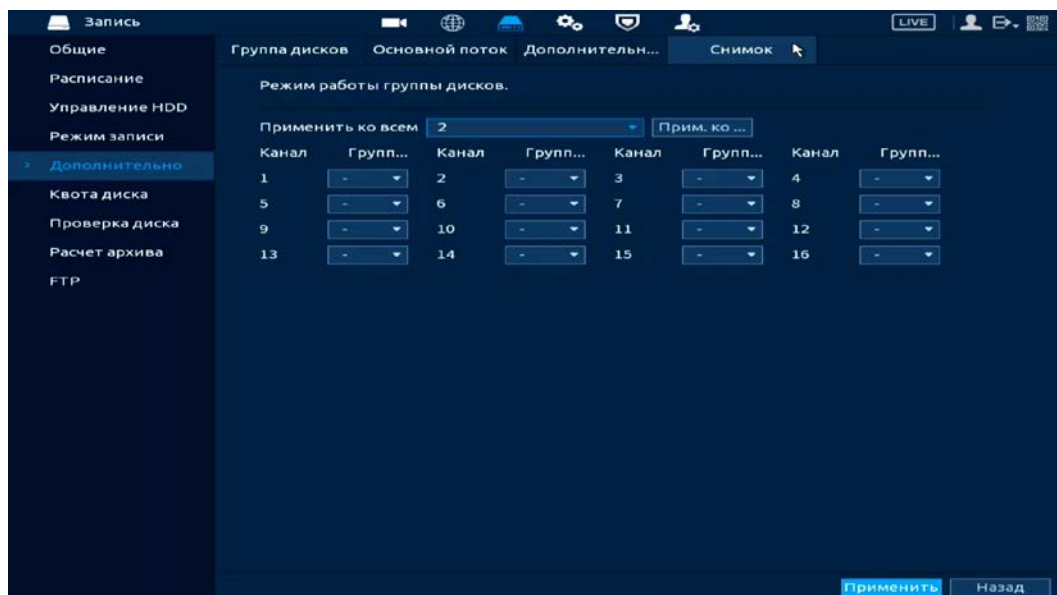 Запись
LIVE
Общие
Расписание
Управление HDD
Режим записи
> Дополнительно
Квота диска
Проверка диска
Расчет архива
FTP
Группа дисков Основной поток Дополнительн... Снимок
Режим работы группы дисков.
Применить ко всем 2 Прим. ко ...
Канал Групп... Канал Групп... Канал Групп... Канал Групп...
1 - 2 - 3 - 4 -
5 - 6 - 7 - 8 -
9 - 10 - 11 - 12 -
13 - 14 - 15 - 16 -
Применить Назад